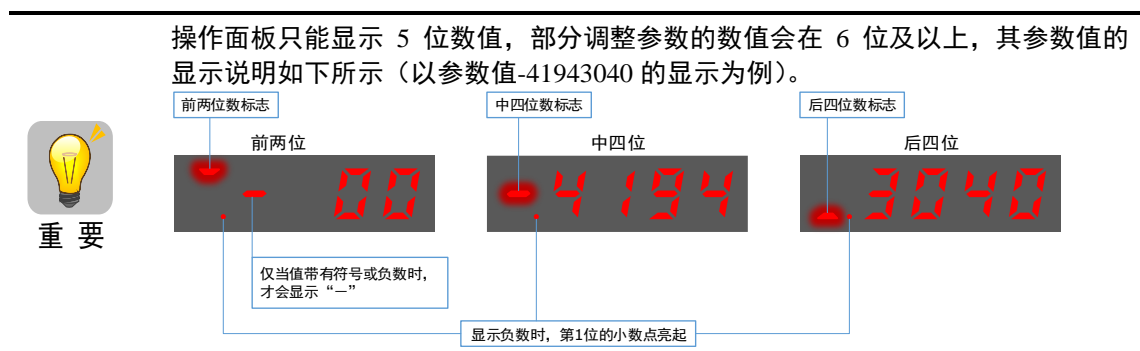 操作面板只能显示 5 位数值，部分调整参数的数值会在 6 位及以上，其参数值的
显示说明如下所示（以参数值-41943040 的显示为例）。
前两位数标志
中四位数标志
后四位数标志
前两位
中四位
后四位
- 00
4194
3040
重 要
仅当值带有符号或负数时，
才会显示“－”
显示负数时，第1位的小数点亮起